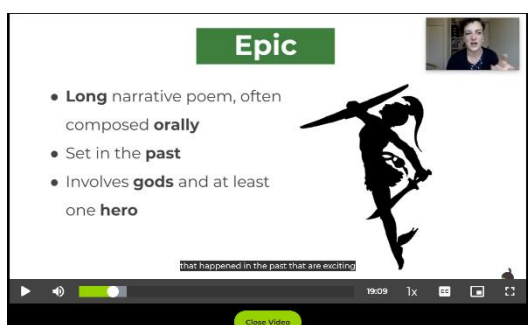 Epic
● Long narrative poem, often
composed orally
● Set in the past
● Involves gods and at least
one hero
that happened in the past that are exciting
19:09 1x CC
Close Video